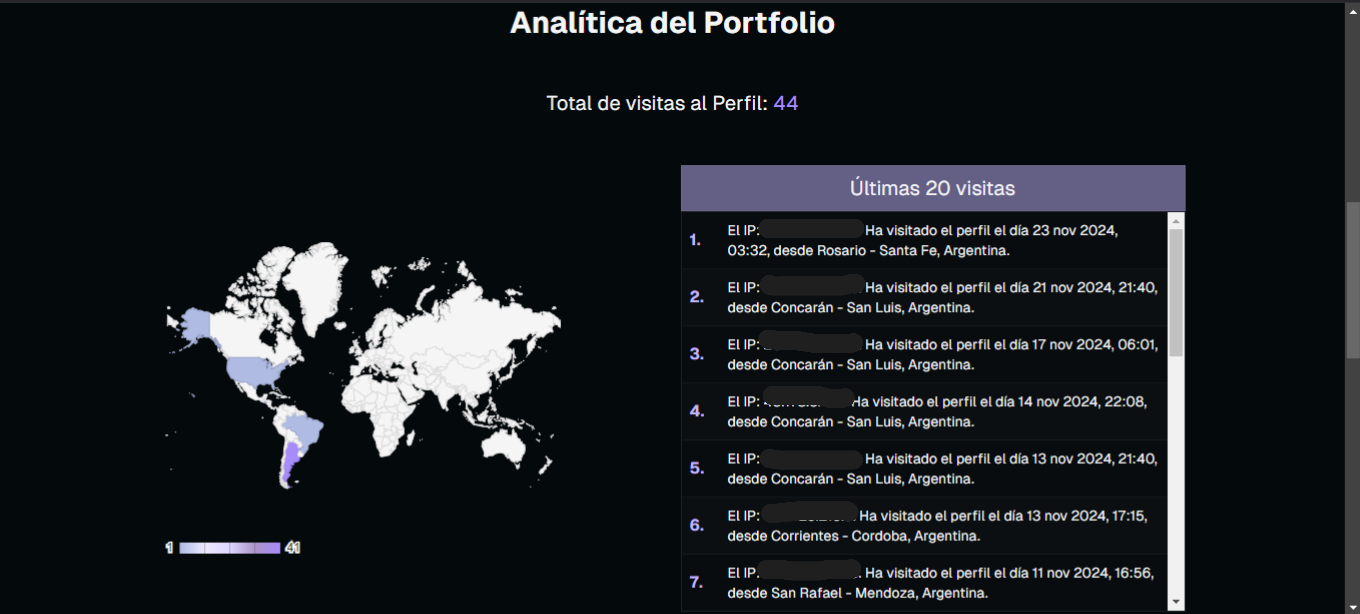 Analítica del Portfolio
Total de visitas al Perfil: 44
Últimas 20 visitas
1. El IP: Ha visitado el perfil el día 23 nov 2024,
03:32, desde Rosario - Santa Fe, Argentina.
2. El IP: Ha visitado el perfil el día 21 nov 2024, 21:40,
desde Concarán - San Luis, Argentina.
3. El IP: Ha visitado el perfil el día 17 nov 2024, 06:01,
desde Concarán - San Luis, Argentina.
4. El IP: Ha visitado el perfil el día 14 nov 2024, 22:08,
desde Concarán - San Luis, Argentina.
5. El IP: Ha visitado el perfil el día 13 nov 2024, 21:40,
desde Concarán - San Luis, Argentina.
6. El IP: Ha visitado el perfil el día 13 nov 2024, 17:15,
desde Corrientes - Cordoba, Argentina.
7. El IP: Ha visitado el perfil el día 11 nov 2024, 16:56,
desde San Rafael - Mendoza, Argentina.
1 41